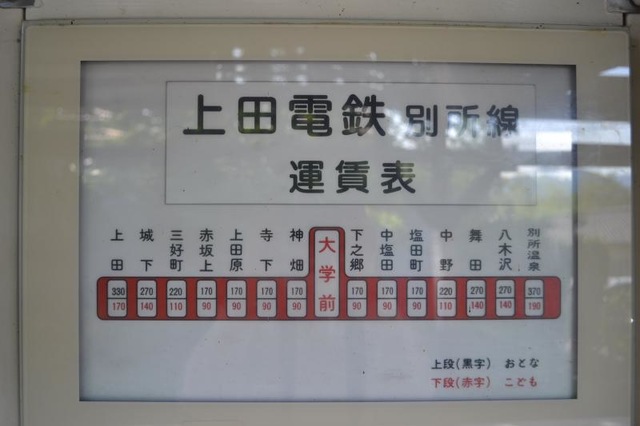 上田電鉄 別所線
運賃表
上田 城下 三好町 赤坂上 上田原 寺下 神畑 大学前 下之郷 中塩田 塩田町 中野 舞田 八木沢 別所温泉
330 270 220 170 170 170 170 170 170 170 220 270 270 370
170 140 110 90 90 90 90 90 90 90 110 140 140 190
上段(黒字) おとな
下段(赤字) こども